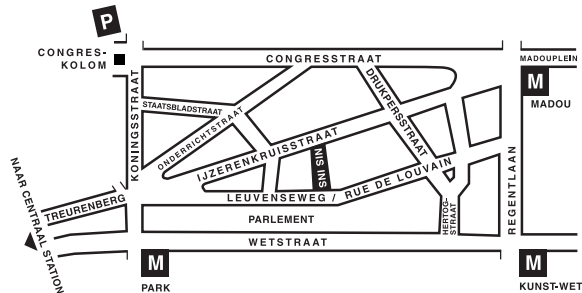 P
CONGRES-
KOLOM
CONGRESSTRAAT
MADOUPLEIN
M
MADOU
KONINGSSTRAAT
STAATSBLADSTRAAT
ONDERRICHTSTRAAT
DRUKPERSSTRAAT
IJZERENKRUISSTRAAT
NIS INS
LEUVENSEWEG / RUE DE LOUVAIN
REGENTLAAN
NAAR CENTRAAL STATION
TREURENBERG
PARLEMENT
HERTOG-
STRAAT
WETSTRAAT
M
PARK
M
KUNST-WET